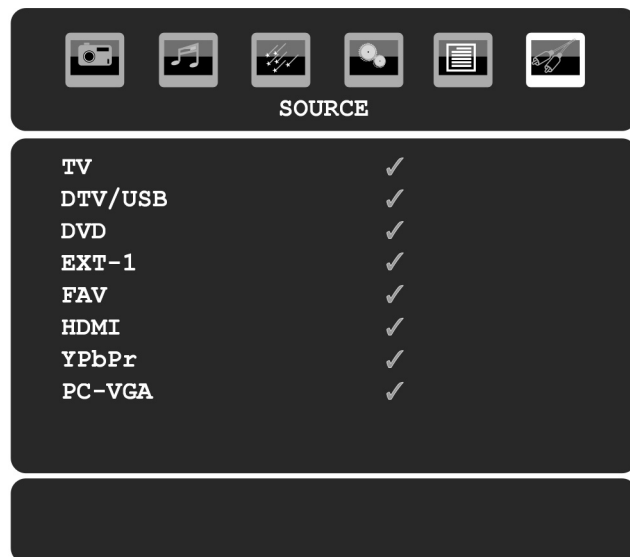 SOURCE
TV ✓
DTV/USB ✓
DVD ✓
EXT-1 ✓
FAV ✓
HDMI ✓
YPbPr ✓
PC-VGA ✓